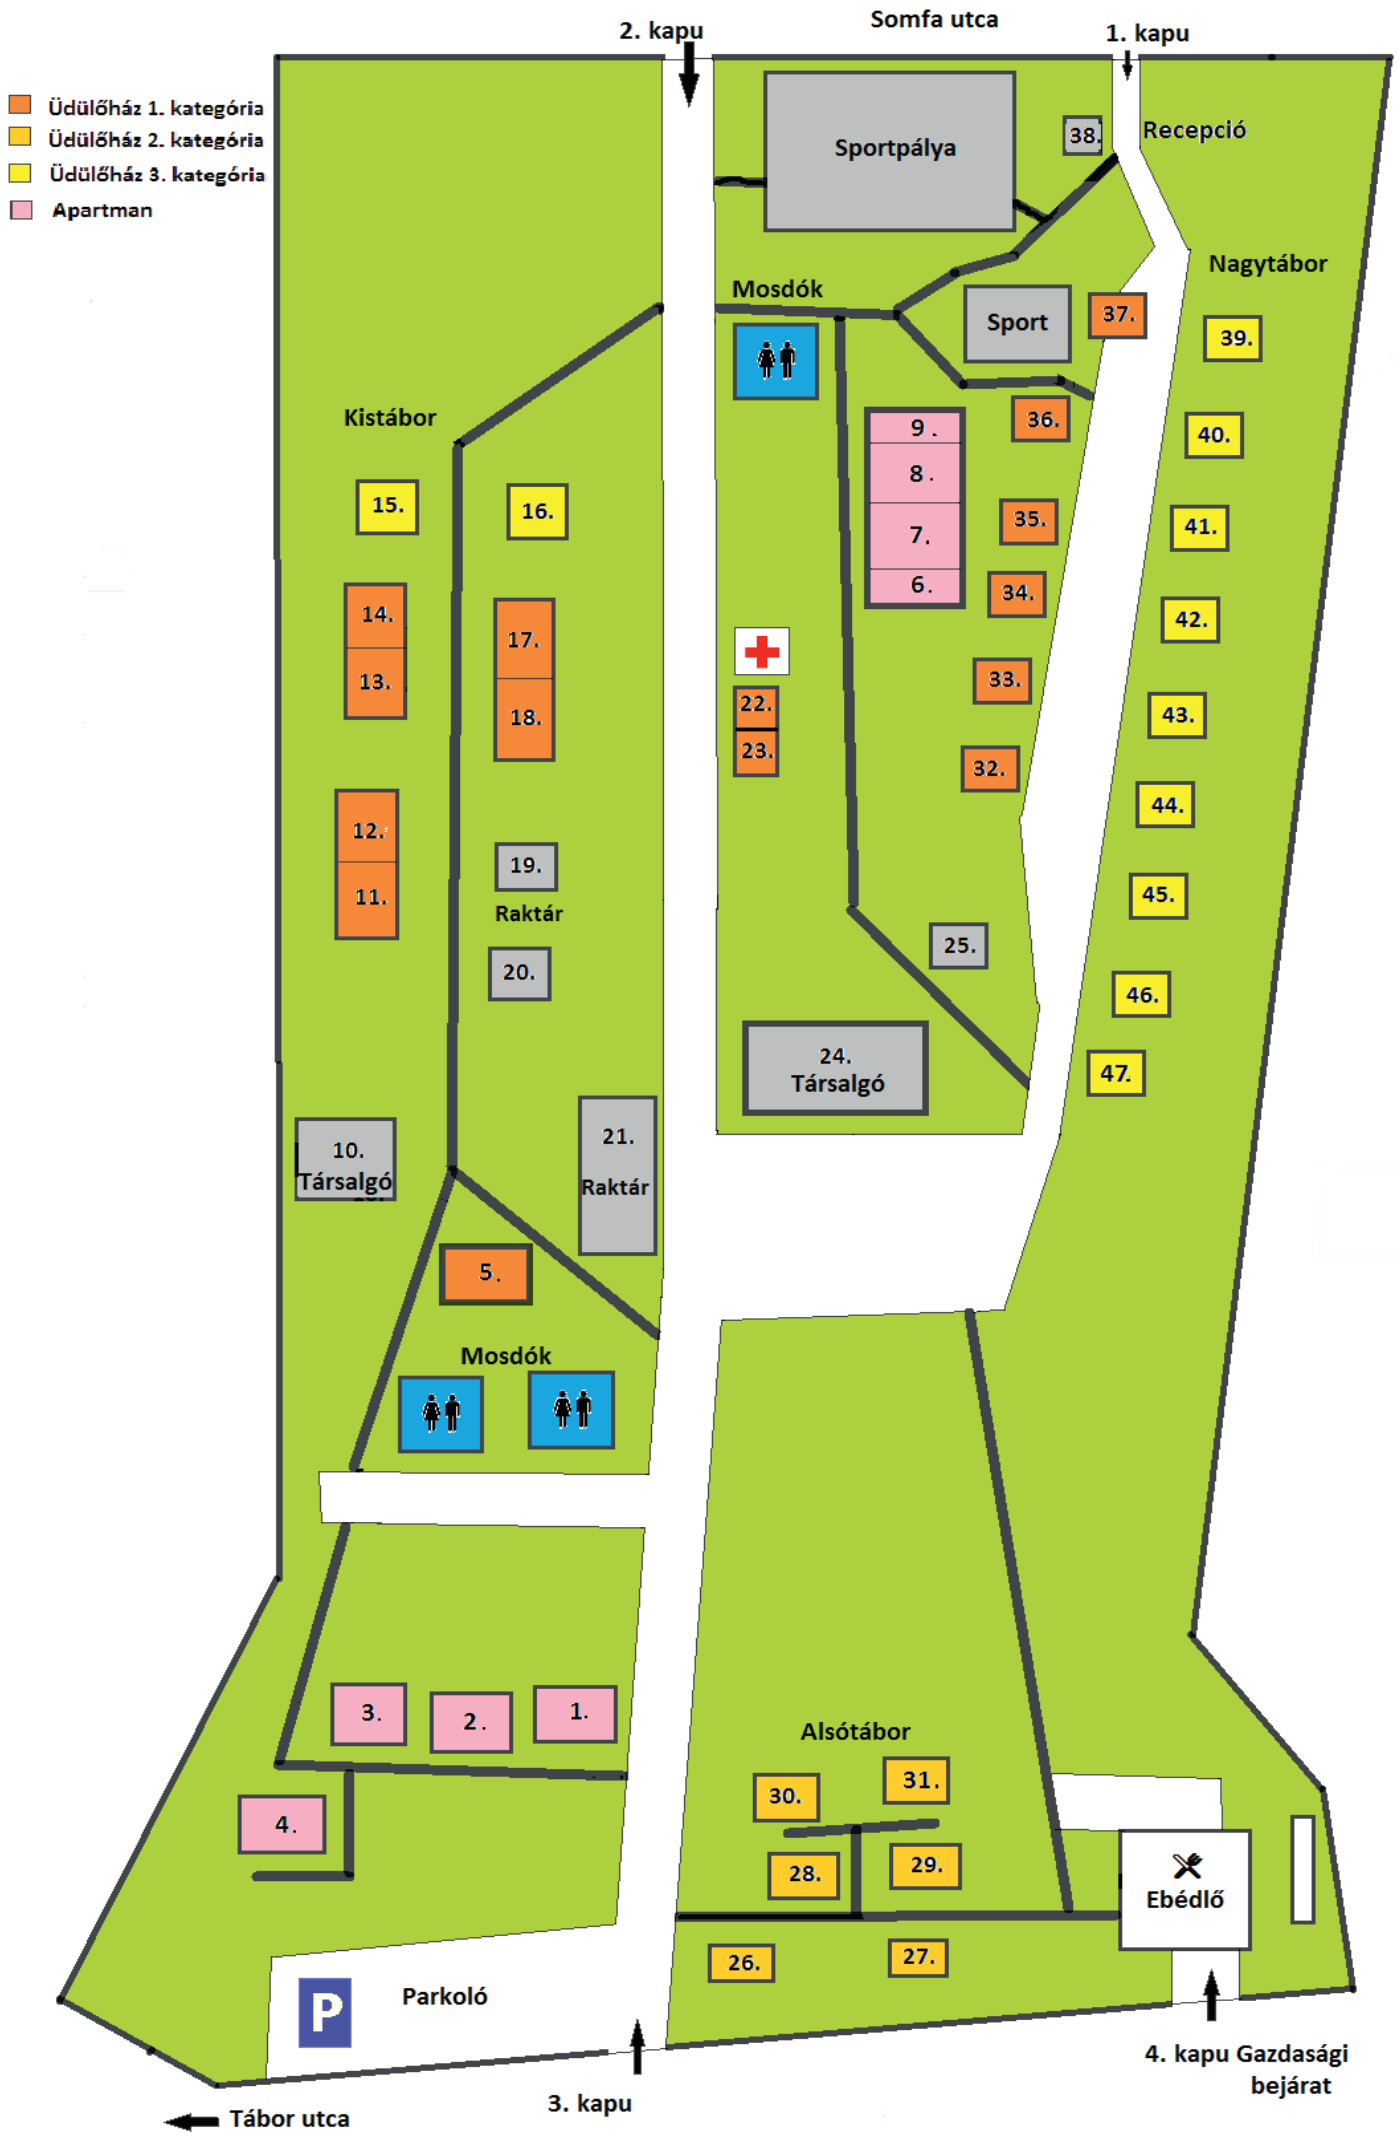 Somfa utca
2. kapu
1. kapu
Üdülőház 1. kategória
Üdülőház 2. kategória
Üdülőház 3. kategória
Apartman
Sportpálya
38.
Recepció
Nagytábor
Mosdók
Sport
37.
39.
Kistábor
36.
40.
9.
8.
7.
6.
15.
16.
35.
41.
14.
13.
17.
18.
34.
42.
33.
22.
23.
43.
32.
44.
12.
11.
19.
Raktár
20.
45.
25.
46.
24.
Társalgó
47.
10.
Társalgó
21.
Raktár
5.
Mosdók
3.
2.
1.
4.
Alsótábor
30.
31.
28.
29.
Ebédlő
26.
27.
P
Parkoló
3. kapu
4. kapu Gazdasági
bejárat
Tábor utca